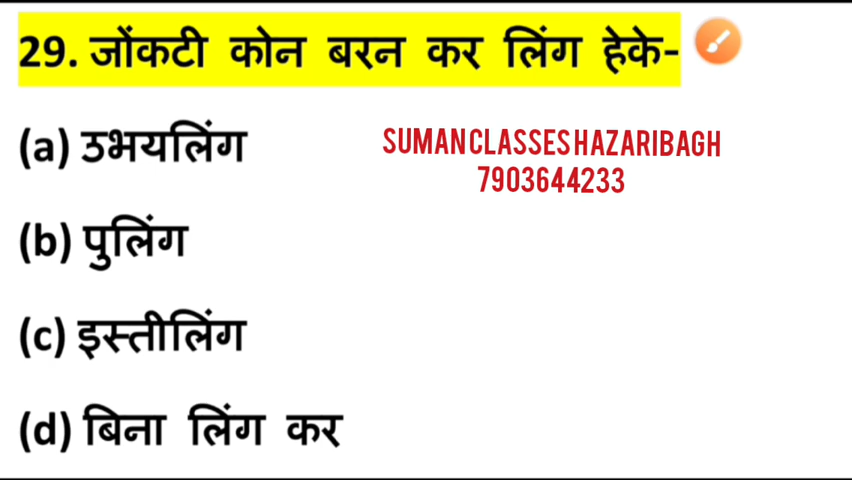 29. जोंकटी कोन बरन कर लिंग हेके-
(a) उभयलिंग
SUMAN CLASSES HAZARIBAGH
7903644233
(b) पुलिंग
(c) इस्तीलिंग
(d) बिना लिंग कर